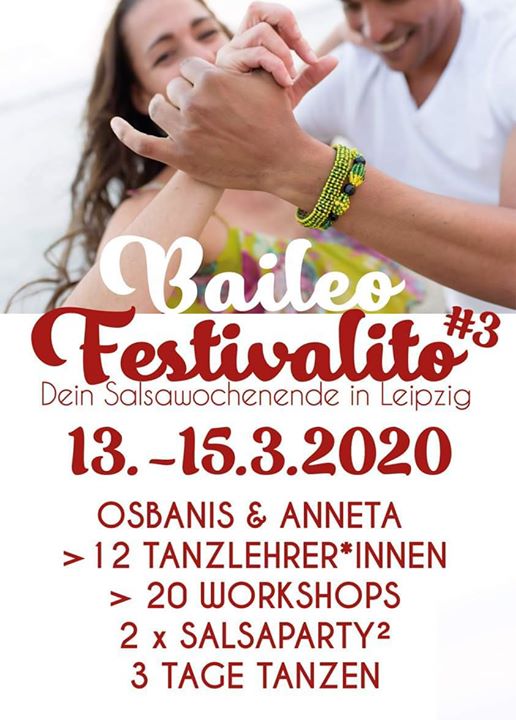 Baileo
Festivalito #3
Dein Salsawochenende in Leipzig
13.-15.3.2020
OSBANIS & ANNETA
>12 TANZLEHRER*INNEN
> 20 WORKSHOPS
2 x SALSAPARTY²
3 TAGE TANZEN